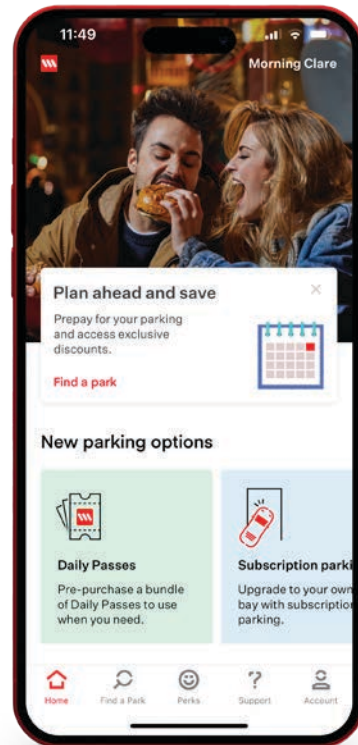 11:49
Morning Clare
Plan ahead and save
Prepay for your parking
and access exclusive
discounts.
Find a park
New parking options
Daily Passes
Pre-purchase a bundle
of Daily Passes to use
when you need.
Subscription parki
Upgrade to your own
bay with subscription
parking.
Home
Find a Park
Perks
Support
Account